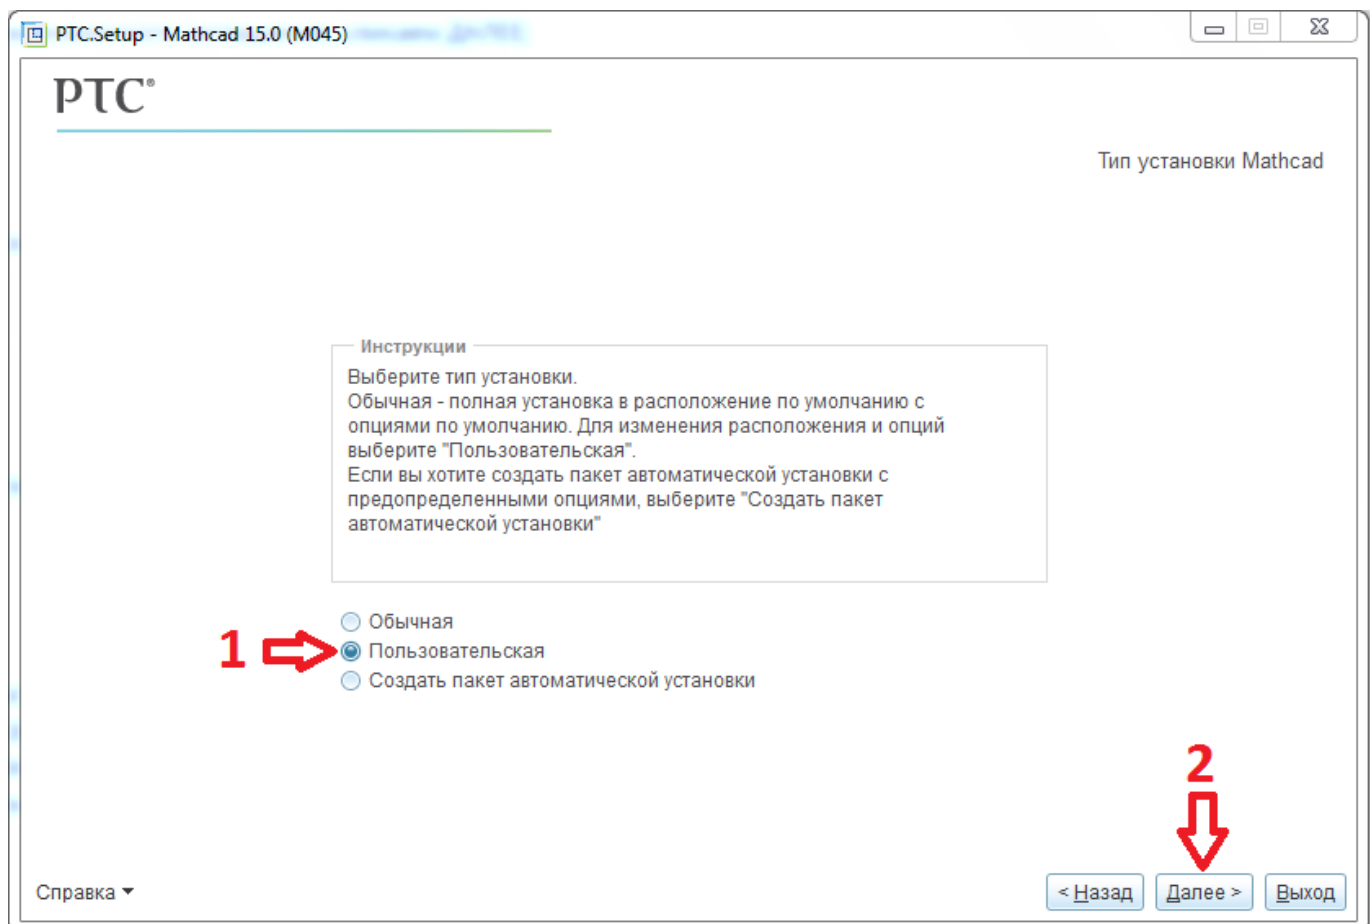 PTC.Setup - Mathcad 15.0 (M045)
PTC®
Тип установки Mathcad
Инструкции
Выберите тип установки.
Обычная - полная установка в расположение по умолчанию с
опциями по умолчанию. Для изменения расположения и опций
выберите "Пользовательская".
Если вы хотите создать пакет автоматической установки с
предопределенными опциями, выберите "Создать пакет
автоматической установки"
Обычная
1 Пользовательская
Создать пакет автоматической установки
2
Справка
< Назад Далее > Выход